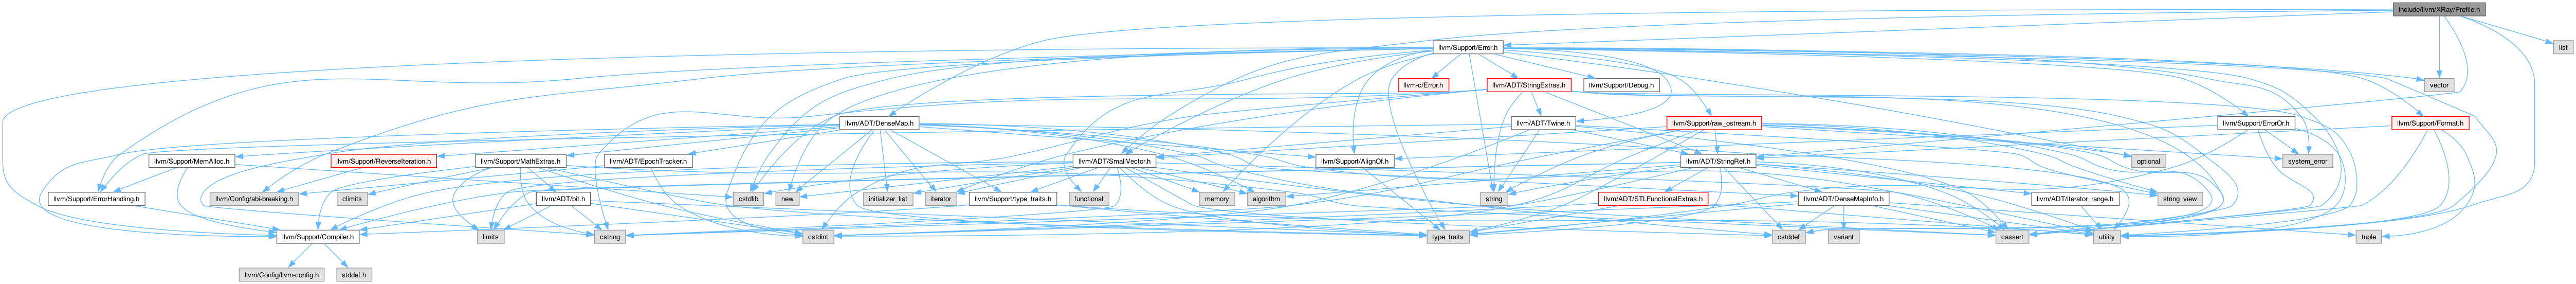 include/llvm/XRay/Profile.h
llvm/Support/Error.h
list
llvm-c/Error.h
llvm/ADT/StringExtras.h
llvm/Support/Debug.h
vector
llvm/ADT/DenseMap.h
llvm/ADT/Twine.h
llvm/Support/raw_ostream.h
llvm/Support/ErrorOr.h
llvm/Support/Format.h
llvm/Support/MemAlloc.h
llvm/Support/ReverseIteration.h
llvm/Support/MathExtras.h
llvm/ADT/EpochTracker.h
llvm/Support/AlignOf.h
llvm/ADT/SmallVector.h
llvm/ADT/StringRef.h
optional
system_error
llvm/Support/ErrorHandling.h
llvm/Config/abi-breaking.h
climits
llvm/ADT/bit.h
cstdlib
new
initializer_list
iterator
llvm/Support/type_traits.h
functional
memory
algorithm
string
llvm/ADT/STLFunctionalExtras.h
llvm/ADT/DenseMapInfo.h
llvm/ADT/iterator_range.h
string_view
llvm/Support/Compiler.h
limits
cstring
cstdint
type_traits
cstddef
variant
cassert
utility
tuple
llvm/Config/llvm-config.h
stddef.h